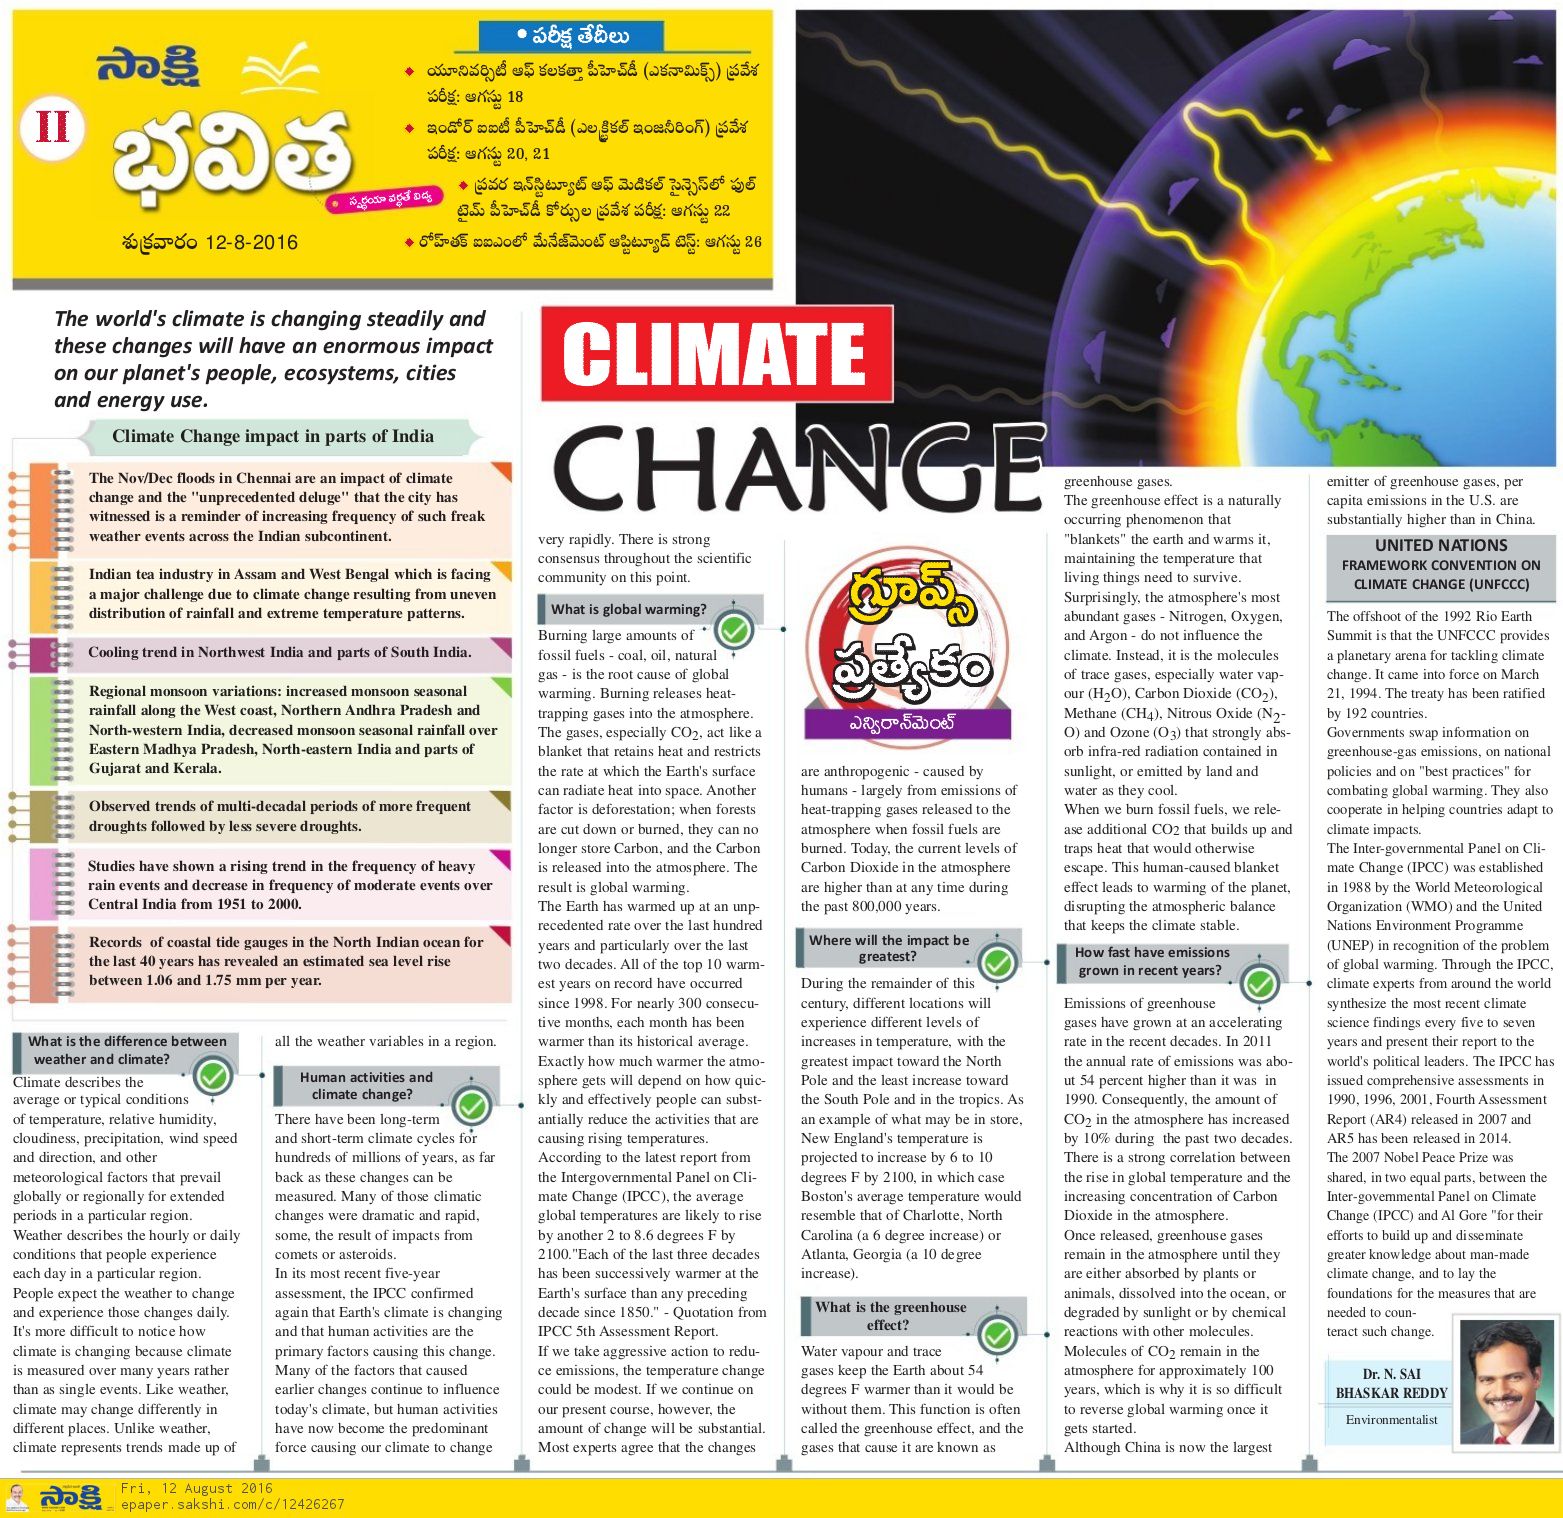 సాక్షి
II
భవిత
స్పర్థయా వర్ధతే విద్య
శుక్రవారం 12-8-2016
• పరీక్ష తేదీలు
యూనివర్సిటీ ఆఫ్ కలకత్తా పీహెచ్‌డీ (ఎకనామిక్స్) ప్రవేశ
పరీక్ష: ఆగస్టు 18
ఇండోర్ ఐఐటీ పీహెచ్‌డీ (ఎలక్ట్రికల్ ఇంజనీరింగ్) ప్రవేశ
పరీక్ష: ఆగస్టు 20, 21
ప్రవర ఇన్‌స్టిట్యూట్ ఆఫ్ మెడికల్ సైన్సెస్‌లో ఫుల్
టైమ్ పీహెచ్‌డీ కోర్సుల ప్రవేశ పరీక్ష: ఆగస్టు 22
రోహ్‌తక్ ఐఐఎంలో మేనేజ్‌మెంట్ ఆప్టిట్యూడ్ టెస్ట్: ఆగస్టు 26
CLIMATE
CHANGE
The world's climate is changing steadily and
these changes will have an enormous impact
on our planet's people, ecosystems, cities
and energy use.
Climate Change impact in parts of India
The Nov/Dec floods in Chennai are an impact of climate
change and the "unprecedented deluge" that the city has
witnessed is a reminder of increasing frequency of such freak
weather events across the Indian subcontinent.
Indian tea industry in Assam and West Bengal which is facing
a major challenge due to climate change resulting from uneven
distribution of rainfall and extreme temperature patterns.
Cooling trend in Northwest India and parts of South India.
Regional monsoon variations: increased monsoon seasonal
rainfall along the West coast, Northern Andhra Pradesh and
North-western India, decreased monsoon seasonal rainfall over
Eastern Madhya Pradesh, North-eastern India and parts of
Gujarat and Kerala.
Observed trends of multi-decadal periods of more frequent
droughts followed by less severe droughts.
Studies have shown a rising trend in the frequency of heavy
rain events and decrease in frequency of moderate events over
Central India from 1951 to 2000.
Records of coastal tide gauges in the North Indian ocean for
the last 40 years has revealed an estimated sea level rise
between 1.06 and 1.75 mm per year.
What is the difference between
weather and climate?
Climate describes the
average or typical conditions
of temperature, relative humidity,
cloudiness, precipitation, wind speed
and direction, and other
meteorological factors that prevail
globally or regionally for extended
periods in a particular region.
Weather describes the hourly or daily
conditions that people experience
each day in a particular region.
People expect the weather to change
and experience those changes daily.
It's more difficult to notice how
climate is changing because climate
is measured over many years rather
than as single events. Like weather,
climate may change differently in
different places. Unlike weather,
climate represents trends made up of
all the weather variables in a region.
Human activities and
climate change?
There have been long-term
and short-term climate cycles for
hundreds of millions of years, as far
back as these changes can be
measured. Many of those climatic
changes were dramatic and rapid,
some, the result of impacts from
comets or asteroids.
In its most recent five-year
assessment, the IPCC confirmed
again that Earth's climate is changing
and that human activities are the
primary factors causing this change.
Many of the factors that caused
earlier changes continue to influence
today's climate, but human activities
have now become the predominant
force causing our climate to change
very rapidly. There is strong
consensus throughout the scientific
community on this point.
What is global warming?
Burning large amounts of
fossil fuels - coal, oil, natural
gas - is the root cause of global
warming. Burning releases heat-
trapping gases into the atmosphere.
The gases, especially CO2, act like a
blanket that retains heat and restricts
the rate at which the Earth's surface
can radiate heat into space. Another
factor is deforestation; when forests
are cut down or burned, they can no
longer store Carbon, and the Carbon
is released into the atmosphere. The
result is global warming.
The Earth has warmed up at an unp-
recedented rate over the last hundred
years and particularly over the last
two decades. All of the top 10 warm-
est years on record have occurred
since 1998. For nearly 300 consecu-
tive months, each month has been
warmer than its historical average.
Exactly how much warmer the atmo-
sphere gets will depend on how quic-
kly and effectively people can subst-
antially reduce the activities that are
causing rising temperatures.
According to the latest report from
the Intergovernmental Panel on Cli-
mate Change (IPCC), the average
global temperatures are likely to rise
by another 2 to 8.6 degrees F by
2100."Each of the last three decades
has been successively warmer at the
Earth's surface than any preceding
decade since 1850." - Quotation from
IPCC 5th Assessment Report.
If we take aggressive action to redu-
ce emissions, the temperature change
could be modest. If we continue on
our present course, however, the
amount of change will be substantial.
Most experts agree that the changes
గ్రూప్స్
ప్రత్యేకం
ఎన్విరాన్‌మెంట్
are anthropogenic - caused by
humans - largely from emissions of
heat-trapping gases released to the
atmosphere when fossil fuels are
burned. Today, the current levels of
Carbon Dioxide in the atmosphere
are higher than at any time during
the past 800,000 years.
Where will the impact be
greatest?
During the remainder of this
century, different locations will
experience different levels of
increases in temperature, with the
greatest impact toward the North
Pole and the least increase toward
the South Pole and in the tropics. As
an example of what may be in store,
New England's temperature is
projected to increase by 6 to 10
degrees F by 2100, in which case
Boston's average temperature would
resemble that of Charlotte, North
Carolina (a 6 degree increase) or
Atlanta, Georgia (a 10 degree
increase).
What is the greenhouse
effect?
Water vapour and trace
gases keep the Earth about 54
degrees F warmer than it would be
without them. This function is often
called the greenhouse effect, and the
gases that cause it are known as
greenhouse gases.
The greenhouse effect is a naturally
occurring phenomenon that
"blankets" the earth and warms it,
maintaining the temperature that
living things need to survive.
Surprisingly, the atmosphere's most
abundant gases - Nitrogen, Oxygen,
and Argon - do not influence the
climate. Instead, it is the molecules
of trace gases, especially water vap-
our (H2O), Carbon Dioxide (CO2),
Methane (CH4), Nitrous Oxide (N2-
O) and Ozone (O3) that strongly abs-
orb infra-red radiation contained in
sunlight, or emitted by land and
water as they cool.
When we burn fossil fuels, we rele-
ase additional CO2 that builds up and
traps heat that would otherwise
escape. This human-caused blanket
effect leads to warming of the planet,
disrupting the atmospheric balance
that keeps the climate stable.
How fast have emissions
grown in recent years?
Emissions of greenhouse
gases have grown at an accelerating
rate in the recent decades. In 2011
the annual rate of emissions was abo-
ut 54 percent higher than it was in
1990. Consequently, the amount of
CO2 in the atmosphere has increased
by 10% during the past two decades.
There is a strong correlation between
the rise in global temperature and the
increasing concentration of Carbon
Dioxide in the atmosphere.
Once released, greenhouse gases
remain in the atmosphere until they
are either absorbed by plants or
animals, dissolved into the ocean, or
degraded by sunlight or by chemical
reactions with other molecules.
Molecules of CO2 remain in the
atmosphere for approximately 100
years, which is why it is so difficult
to reverse global warming once it
gets started.
Although China is now the largest
emitter of greenhouse gases, per
capita emissions in the U.S. are
substantially higher than in China.
UNITED NATIONS
FRAMEWORK CONVENTION ON
CLIMATE CHANGE (UNFCCC)
The offshoot of the 1992 Rio Earth
Summit is that the UNFCCC provides
a planetary arena for tackling climate
change. It came into force on March
21, 1994. The treaty has been ratified
by 192 countries.
Governments swap information on
greenhouse-gas emissions, on national
policies and on "best practices" for
combating global warming. They also
cooperate in helping countries adapt to
climate impacts.
The Inter-governmental Panel on Cli-
mate Change (IPCC) was established
in 1988 by the World Meteorological
Organization (WMO) and the United
Nations Environment Programme
(UNEP) in recognition of the problem
of global warming. Through the IPCC,
climate experts from around the world
synthesize the most recent climate
science findings every five to seven
years and present their report to the
world's political leaders. The IPCC has
issued comprehensive assessments in
1990, 1996, 2001, Fourth Assessment
Report (AR4) released in 2007 and
AR5 has been released in 2014.
The 2007 Nobel Peace Prize was
shared, in two equal parts, between the
Inter-governmental Panel on Climate
Change (IPCC) and Al Gore "for their
efforts to build up and disseminate
greater knowledge about man-made
climate change, and to lay the
foundations for the measures that are
needed to coun-
teract such change.
Dr. N. SAI
BHASKAR REDDY
Environmentalist
సాక్షి
Fri, 12 August 2016
epaper.sakshi.com/c/12426267